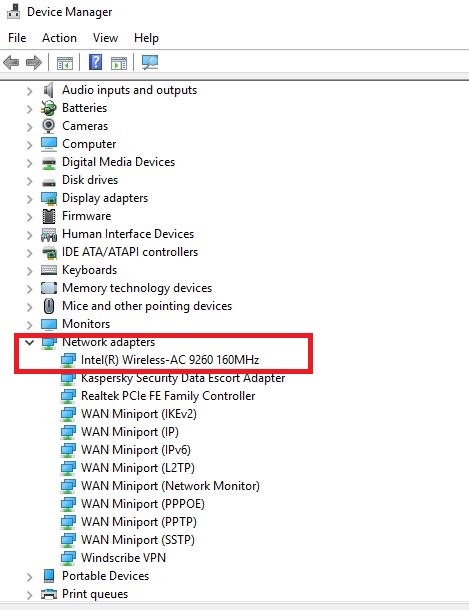 Device Manager
File Action View Help
Audio inputs and outputs
Batteries
Cameras
Computer
Digital Media Devices
Disk drives
Display adapters
Firmware
Human Interface Devices
IDE ATA/ATAPI controllers
Keyboards
Memory technology devices
Mice and other pointing devices
Monitors
Network adapters
Intel(R) Wireless-AC 9260 160MHz
Kaspersky Security Data Escort Adapter
Realtek PCIe FE Family Controller
WAN Miniport (IKEv2)
WAN Miniport (IP)
WAN Miniport (IPv6)
WAN Miniport (L2TP)
WAN Miniport (Network Monitor)
WAN Miniport (PPPOE)
WAN Miniport (PPTP)
WAN Miniport (SSTP)
Windscribe VPN
Portable Devices
Print queues